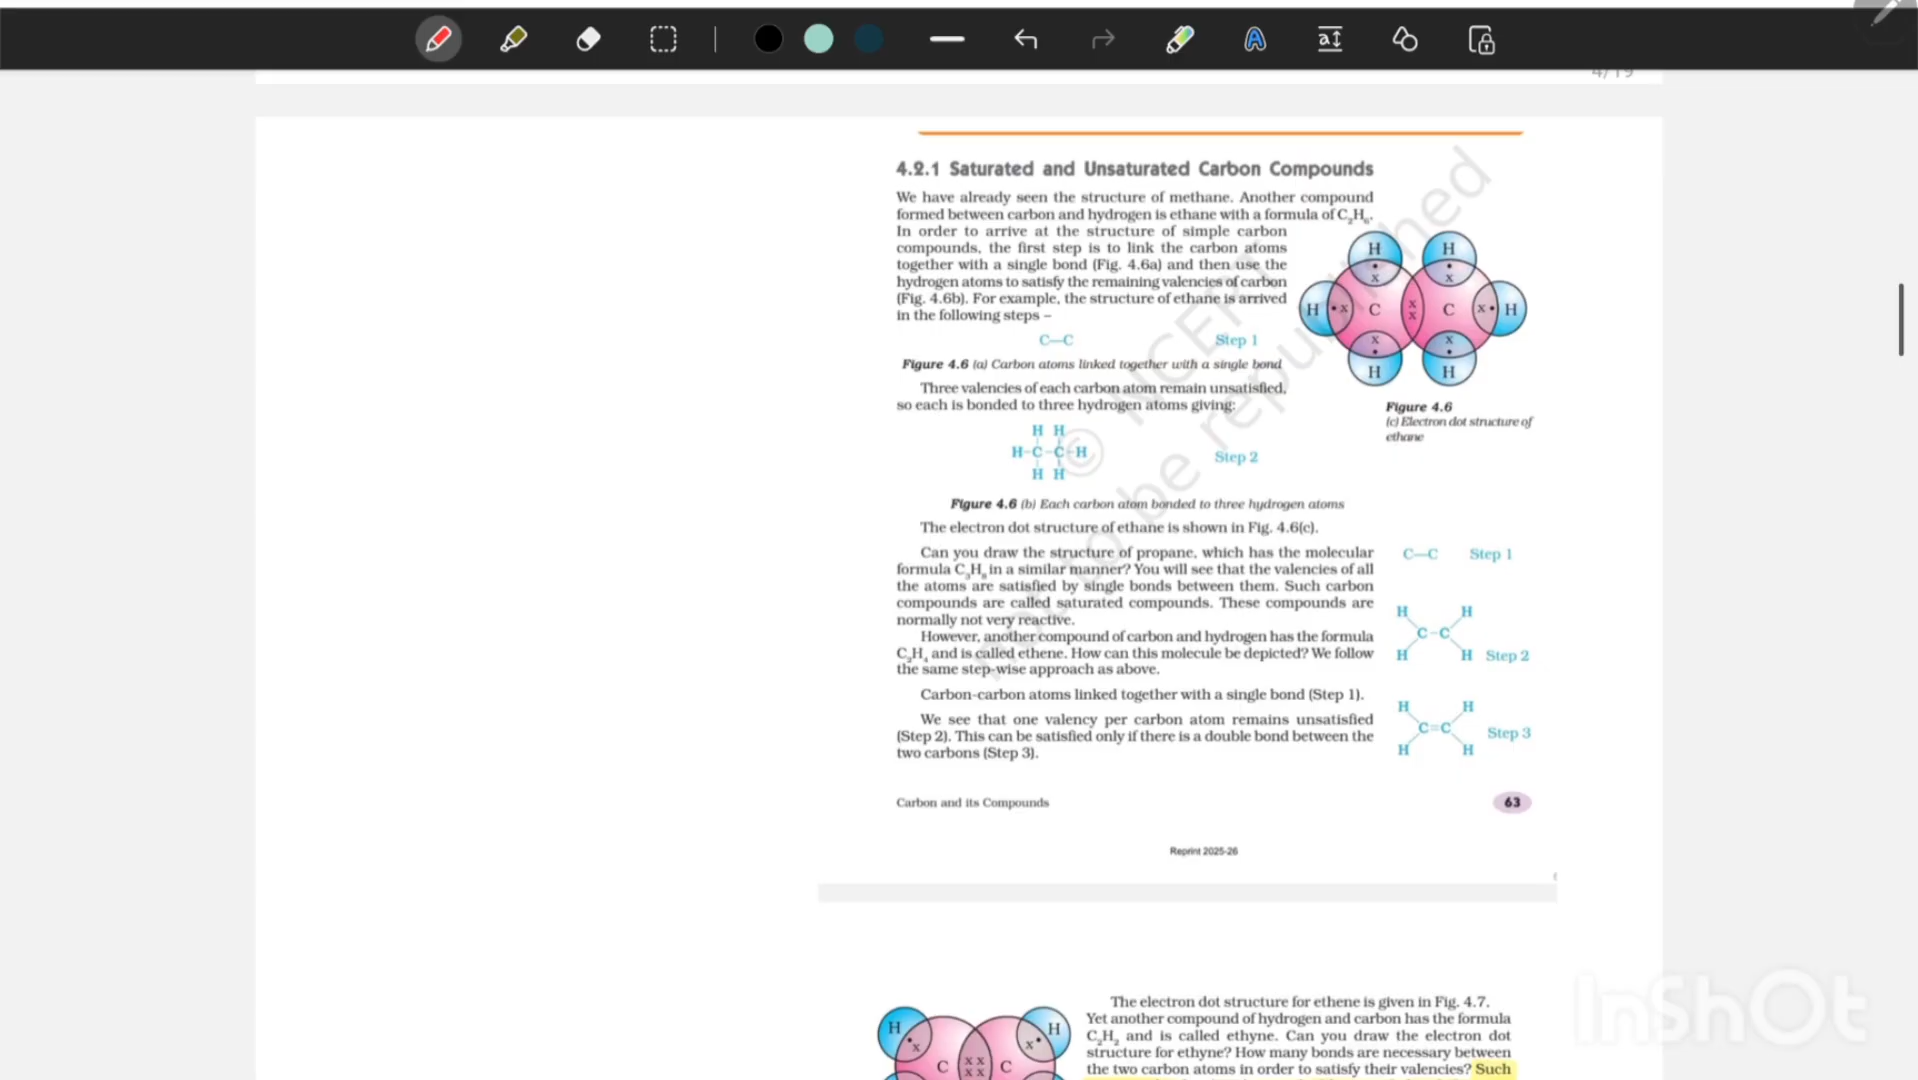 4/19
4.2.1 Saturated and Unsaturated Carbon Compounds
We have already seen the structure of methane. Another compound
formed between carbon and hydrogen is ethane with a formula of C₂H₆.
In order to arrive at the structure of simple carbon
compounds, the first step is to link the carbon atoms
together with a single bond (Fig. 4.6a) and then use the
hydrogen atoms to satisfy the remaining valencies of carbon
(Fig. 4.6b). For example, the structure of ethane is arrived
in the following steps –
C—C Step 1
Figure 4.6 (a) Carbon atoms linked together with a single bond
Three valencies of each carbon atom remain unsatisfied,
so each is bonded to three hydrogen atoms giving:
H H
H-C-C-H
H H
Step 2
Figure 4.6 (b) Each carbon atom bonded to three hydrogen atoms
The electron dot structure of ethane is shown in Fig. 4.6(c).
H H
x x
H x C x x C x H
x x
H H
Figure 4.6
(c) Electron dot structure of
ethane
Can you draw the structure of propane, which has the molecular
formula C₃H₈ in a similar manner? You will see that the valencies of all
the atoms are satisfied by single bonds between them. Such carbon
compounds are called saturated compounds. These compounds are
normally not very reactive.
However, another compound of carbon and hydrogen has the formula
C₂H₄ and is called ethene. How can this molecule be depicted? We follow
the same step-wise approach as above.
Carbon-carbon atoms linked together with a single bond (Step 1).
We see that one valency per carbon atom remains unsatisfied
(Step 2). This can be satisfied only if there is a double bond between the
two carbons (Step 3).
C—C Step 1
H H
C-C
H H Step 2
H H
C=C Step 3
H H
Carbon and its Compounds
63
Reprint 2025-26
© NCERT
not to be republished
The electron dot structure for ethene is given in Fig. 4.7.
Yet another compound of hydrogen and carbon has the formula
C₂H₂ and is called ethyne. Can you draw the electron dot
structure for ethyne? How many bonds are necessary between
the two carbon atoms in order to satisfy their valencies? Such
H H
x x
C x x C
x x
InShOt